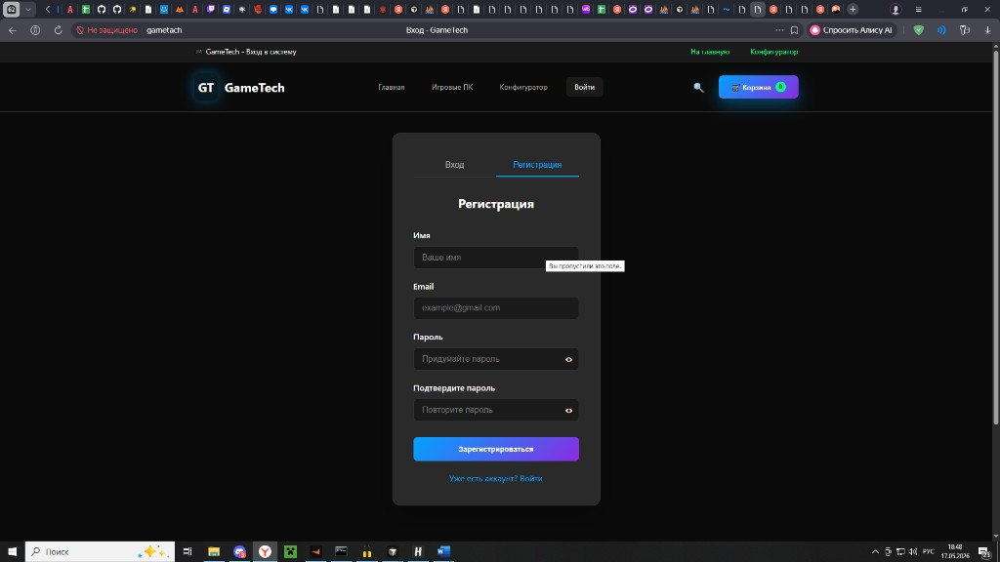 Не защищено gametach Вход - GameTech Спросить Алису AI
GameTech - Вход в систему На главную Конфигуратор
GT GameTech Главная Игровые ПК Конфигуратор Войти Корзина 0
Вход Регистрация
Регистрация
Имя
Ваше имя
Вы пропустили это поле.
Email
example@gmail.com
Пароль
Придумайте пароль
Подтвердите пароль
Повторите пароль
Зарегистрироваться
Уже есть аккаунт? Войти
Поиск РУС 18:48
17.05.2026